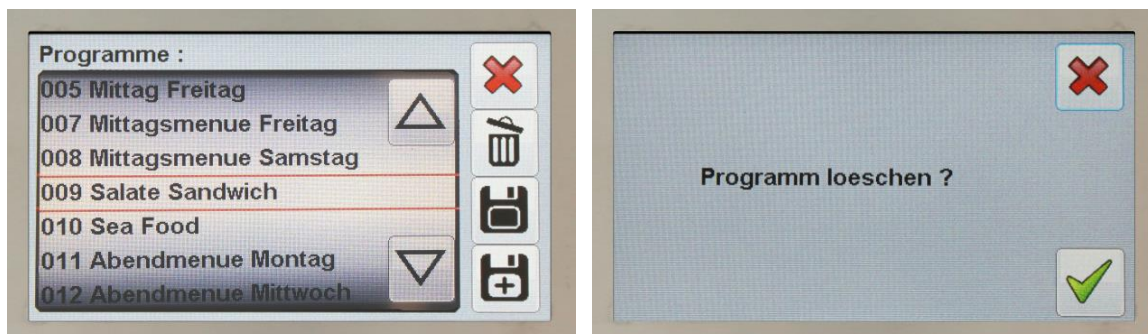 Programme :
005 Mittag Freitag
007 Mittagsmenue Freitag
008 Mittagsmenue Samstag
009 Salate Sandwich
010 Sea Food
011 Abendmenue Montag
012 Abendmenue Mittwoch
Programm loeschen ?